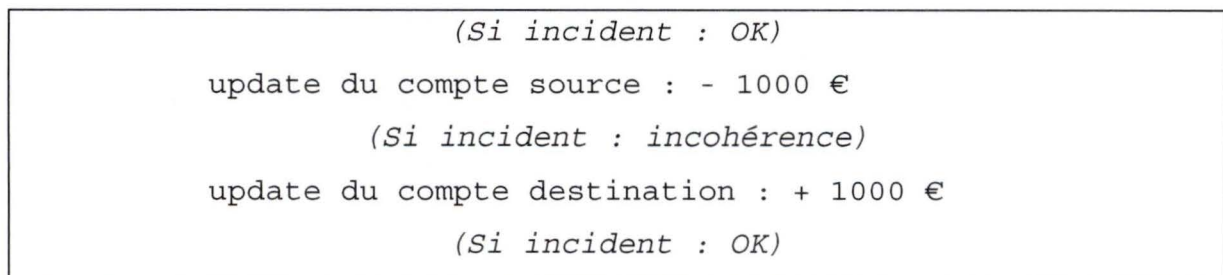 (Si incident : OK)
update du compte source : - 1000 €
(Si incident : incohérence)
update du compte destination : + 1000 €
(Si incident : OK)